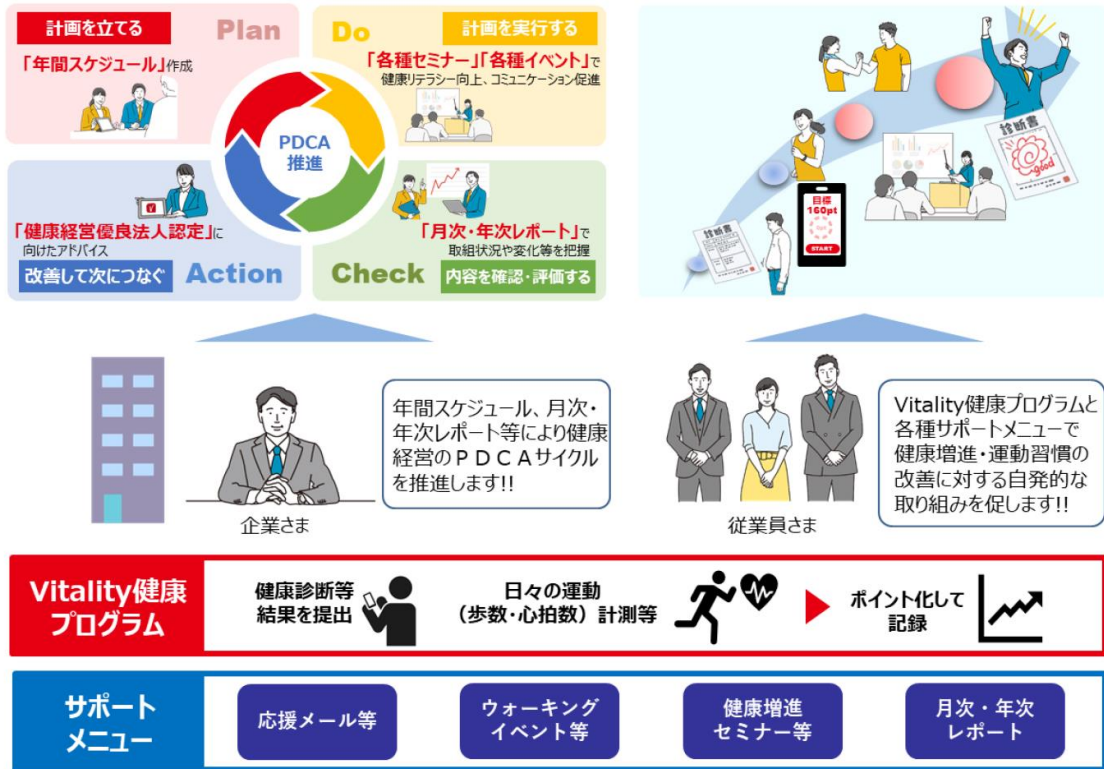 計画を立てる
Plan
「年間スケジュール」作成
Do
計画を実行する
「各種セミナー」「各種イベント」で
健康リテラシー向上、コミュニケーション促進
PDCA
推進
「健康経営優良法人認定」に
向けたアドバイス
改善して次につなぐ
Action
「月次・年次レポート」で
取組状況や変化等を把握
Check
内容を確認・評価する
診断書
目標
160pt
START
診断書
good
年間スケジュール、月次・
年次レポート等により健康
経営のPDCAサイクル
を推進します!!
企業さま
Vitality健康プログラムと
各種サポートメニューで
健康増進・運動習慣の
改善に対する自発的な
取り組みを促します!!
従業員さま
Vitality健康
プログラム
健康診断等
結果を提出
日々の運動
（歩数・心拍数）計測等
ポイント化して
記録
サポート
メニュー
応援メール等
ウォーキング
イベント等
健康増進
セミナー等
月次・年次
レポート